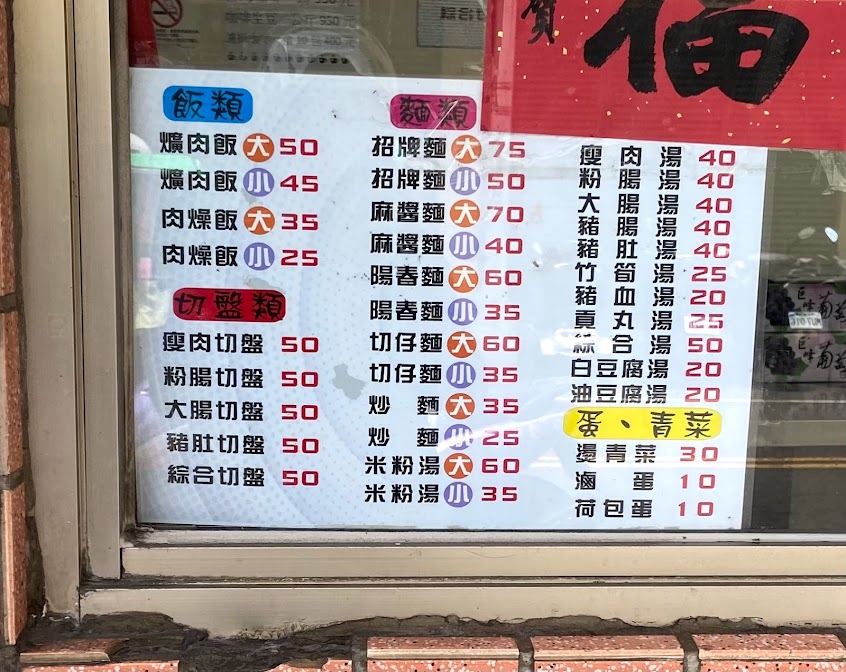 賀
福
飯類
爌肉飯 大 50
爌肉飯 小 45
肉燥飯 大 35
肉燥飯 小 25
切盤類
瘦肉切盤 50
粉腸切盤 50
大腸切盤 50
豬肚切盤 50
綜合切盤 50
麵類
招牌麵 大 75
招牌麵 小 50
麻醬麵 大 70
麻醬麵 小 40
陽春麵 大 60
陽春麵 小 35
切仔麵 大 60
切仔麵 小 35
炒麵 大 35
炒麵 小 25
米粉湯 大 60
米粉湯 小 35
瘦肉湯 40
粉腸湯 40
大腸湯 40
豬腸湯 40
豬肚湯 40
竹筍湯 25
豬血湯 20
貢丸湯 25
綜合湯 50
白豆腐湯 20
油豆腐湯 20
蛋、青菜
燙青菜 30
滷蛋 10
荷包蛋 10